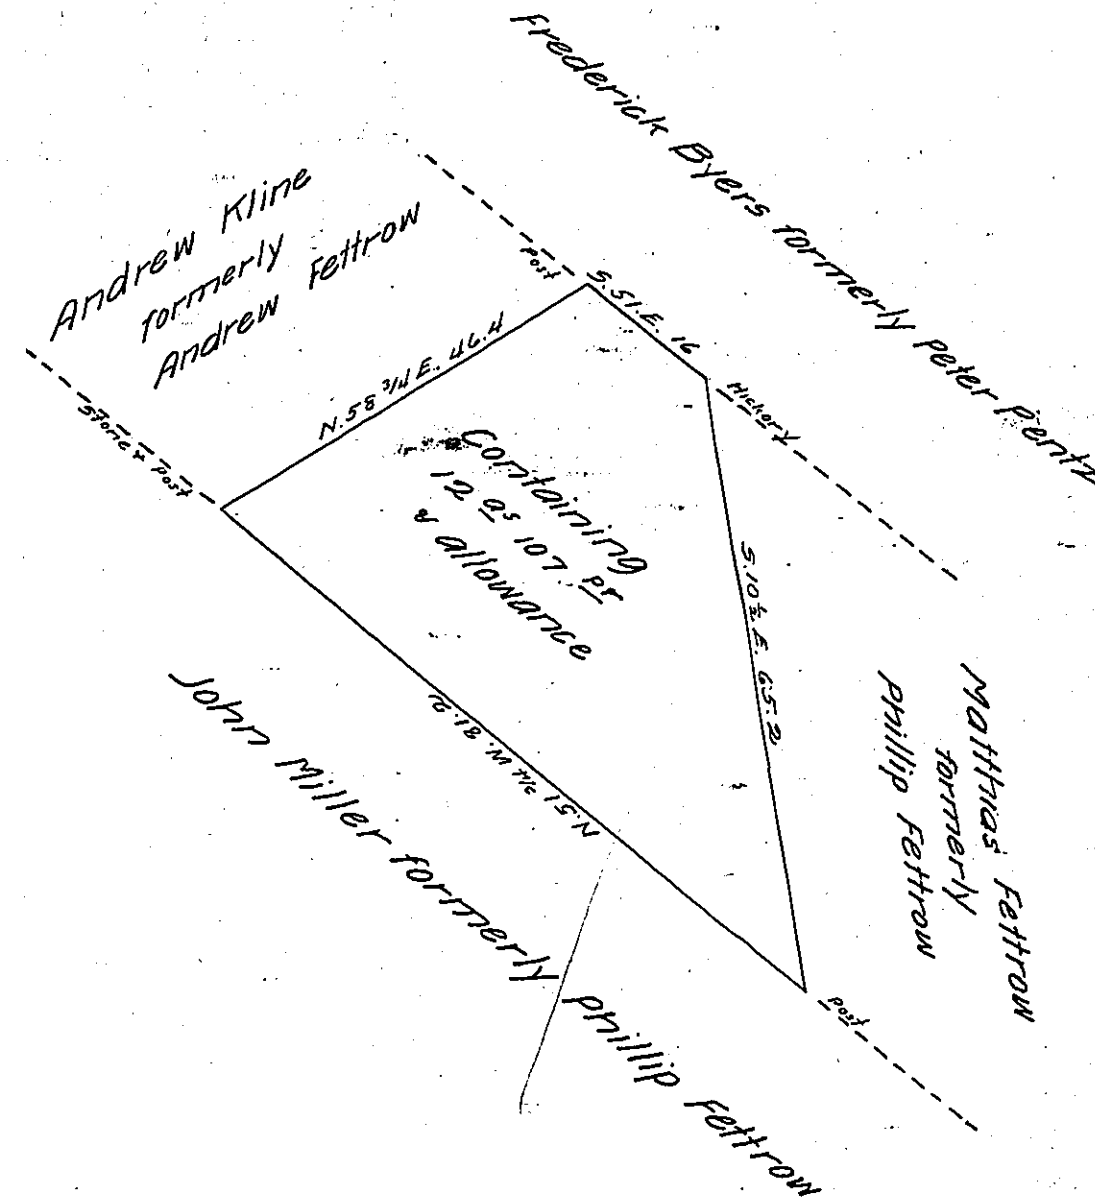 Frederick Byers formerly Peter Pentz
Andrew Kline
formerly
Andrew Fettrow
Post
S. 51. E. 16
N. 58 3/4 E. 46.4
Hickory
Stone & Post
Containing
12 as 107. pr
& allowance
S. 10 1/2 E. 65.2
N. 51 3/4 W. 81.2
Matthias Fettrow
formerly
Phillip Fettrow
John Miller formerly Phillip Fettrow
Post